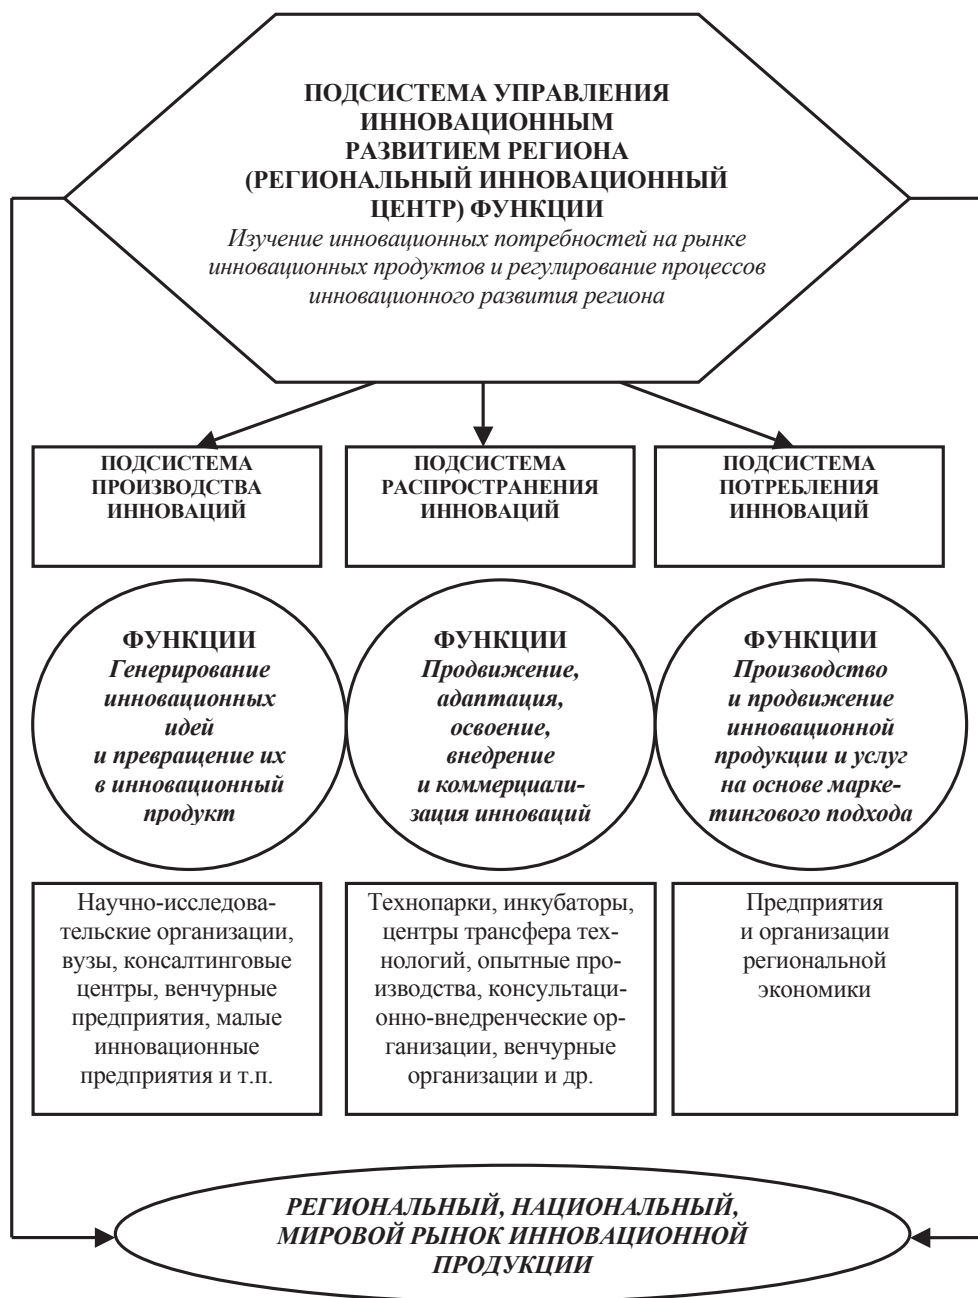 ПОДСИСТЕМА УПРАВЛЕНИЯ
ИННОВАЦИОННЫМ
РАЗВИТИЕМ РЕГИОНА
(РЕГИОНАЛЬНЫЙ ИННОВАЦИОННЫЙ
ЦЕНТР) ФУНКЦИИ
Изучение инновационных потребностей на рынке
инновационных продуктов и регулирование процессов
инновационного развития региона
ПОДСИСТЕМА
ПРОИЗВОДСТВА
ИННОВАЦИЙ
ПОДСИСТЕМА
РАСПРОСТРАНЕНИЯ
ИННОВАЦИЙ
ПОДСИСТЕМА
ПОТРЕБЛЕНИЯ
ИННОВАЦИЙ
ФУНКЦИИ
Генерирование
инновационных
идей
и превращение их
в инновационный
продукт
ФУНКЦИИ
Продвижение,
адаптация,
освоение,
внедрение
и коммерциали-
зация инноваций
ФУНКЦИИ
Производство
и продвижение
инновационной
продукции и услуг
на основе марке-
тингового подхода
Научно-исследова-
тельские организации,
вузы, консалтинговые
центры, венчурные
предприятия, малые
инновационные
предприятия и т.п.
Технопарки, инкубаторы,
центры трансфера тех-
нологий, опытные про-
изводства, консультаци-
онно-внедренческие ор-
ганизации, венчурные
организации и др.
Предприятия
и организации
региональной
экономики
РЕГИОНАЛЬНЫЙ, НАЦИОНАЛЬНЫЙ,
МИРОВОЙ РЫНОК ИННОВАЦИОННОЙ
ПРОДУКЦИИ